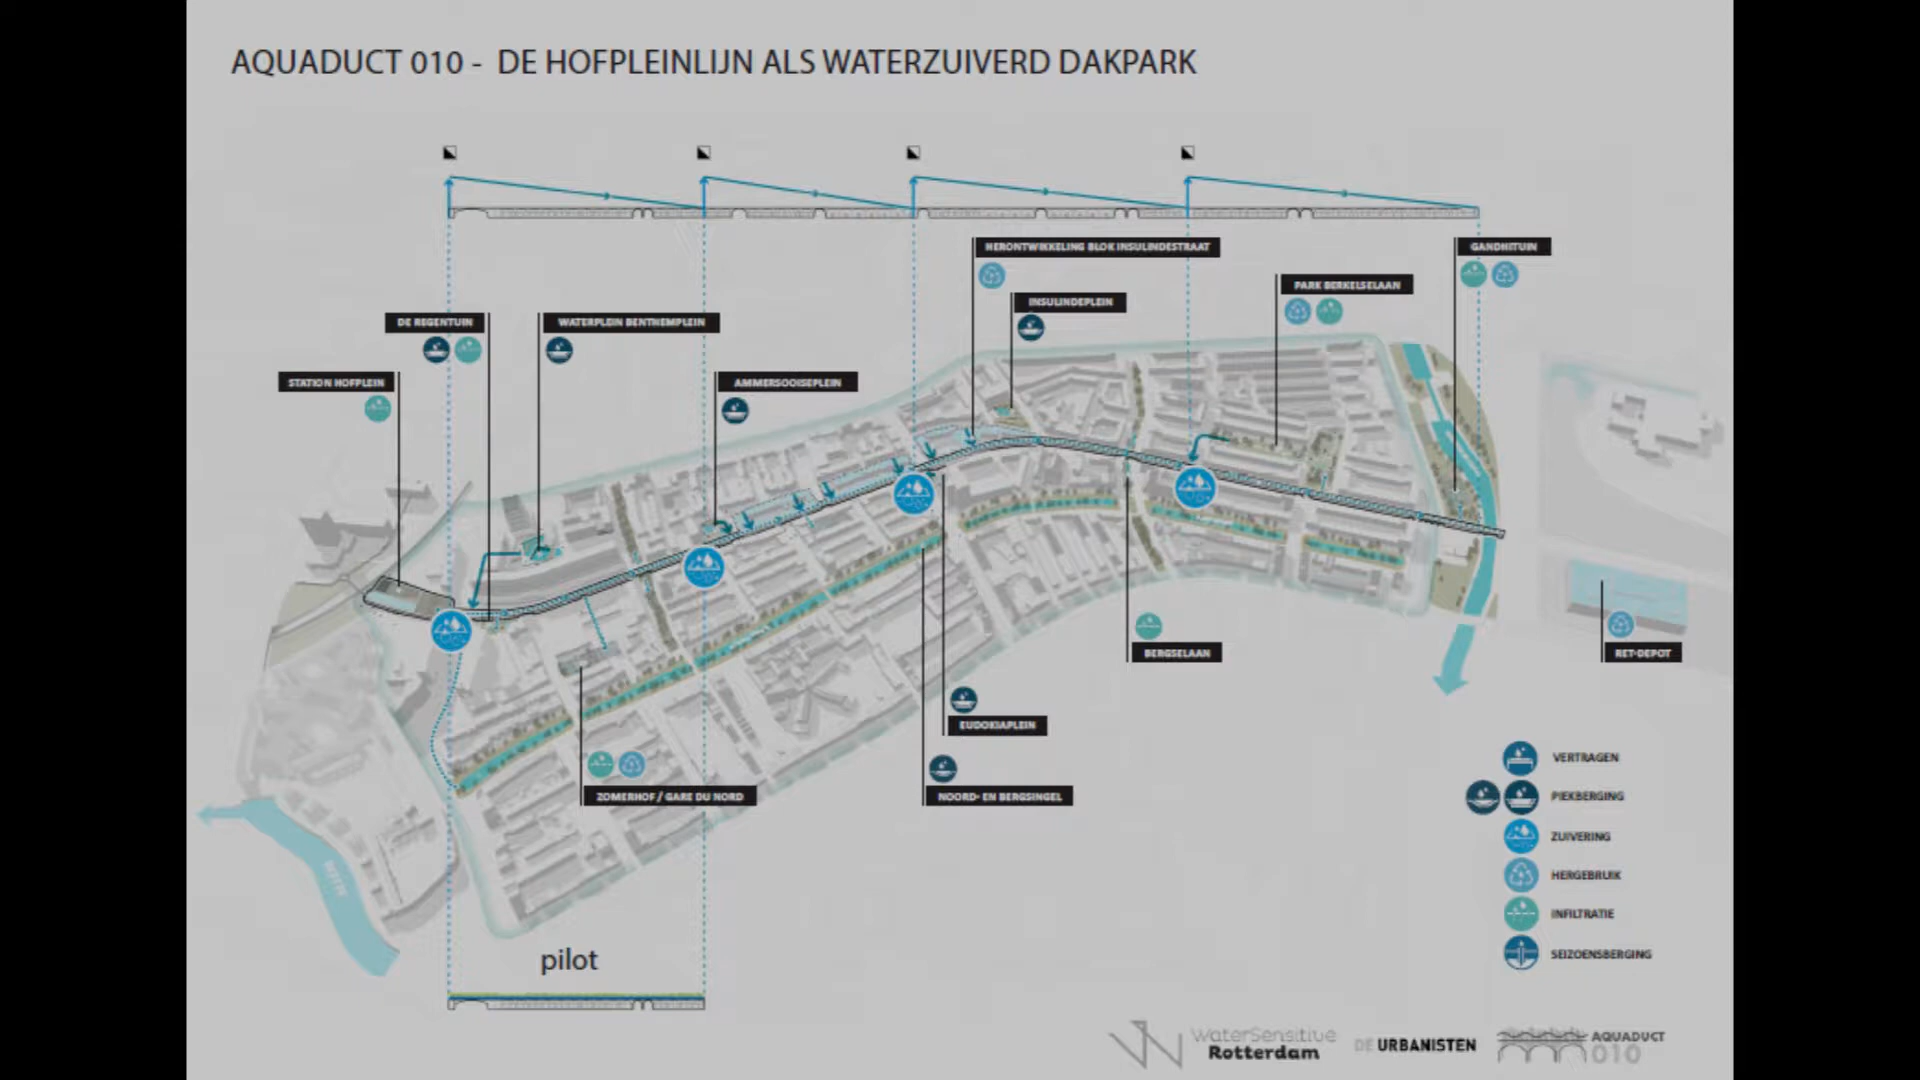 AQUADUCT 010 - DE HOFPLEINLIJN ALS WATERZUIVERD DAKPARK
HERONTWIKKELING BLOK INSULINDESTRAAT
GANDHITUIN
PARK BERKELSELAAN
INSULINDEPLEIN
DE REGENTUIN
WATERPLEIN BENTHEMPLEIN
STATION HOFPLEIN
AMMERSOOISEPLEIN
BERGSELAAN
RET-DEPOT
EUDOKIAPLEIN
ZOMERHOF / GARE DU NORD
NOORD- EN BERGSINGEL
VERTRAGEN
PIEKBERGING
ZUIVERING
HERGEBRUIK
INFILTRATIE
SEIZOENSBERGING
pilot
WaterSensitive
Rotterdam
DE URBANISTEN
AQUADUCT
010